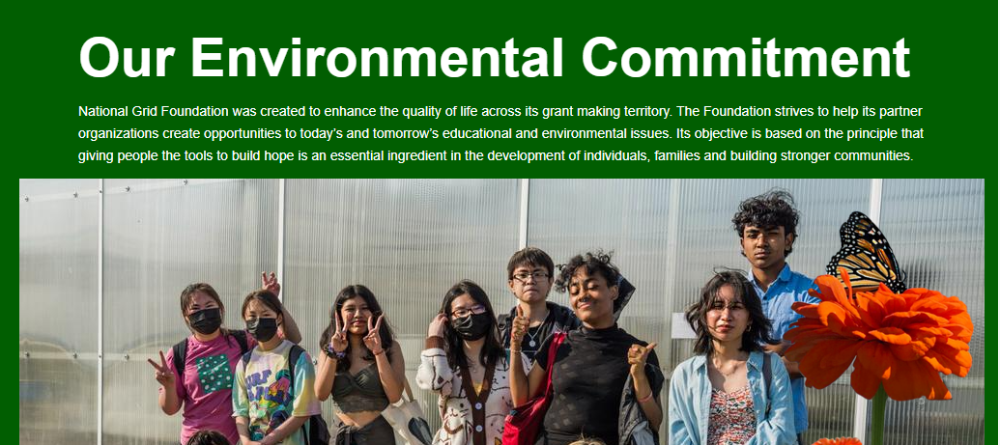 Our Environmental Commitment
National Grid Foundation was created to enhance the quality of life across its grant making territory. The Foundation strives to help its partner
organizations create opportunities to today's and tomorrow's educational and environmental issues. Its objective is based on the principle that
giving people the tools to build hope is an essential ingredient in the development of individuals, families and building stronger communities.